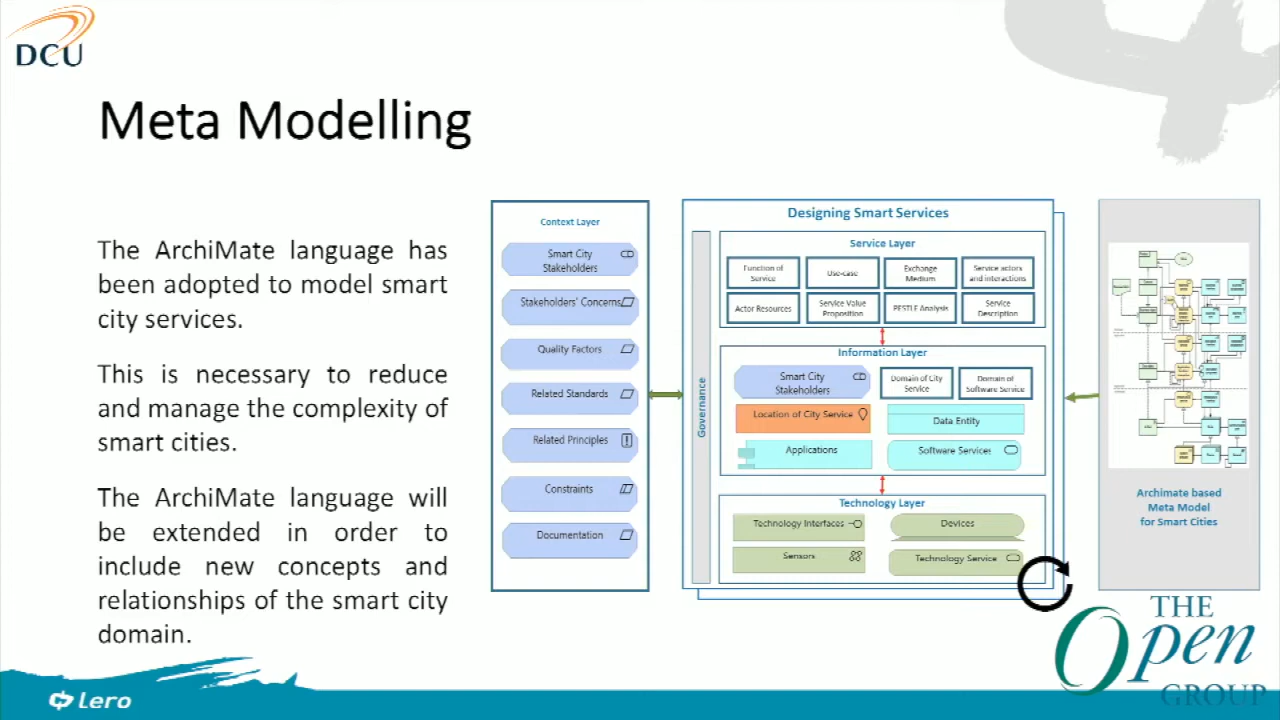 DCU
Meta Modelling
The ArchiMate language has
been adopted to model smart
city services.
This is necessary to reduce
and manage the complexity of
smart cities.
The ArchiMate language will
be extended in order to
include new concepts and
relationships of the smart city
domain.
Context Layer
Smart City
Stakeholders
Stakeholders' Concerns
Quality Factors
Related Standards
Related Principles
Constraints
Documentation
Designing Smart Services
Governance
Service Layer
Function of
Service
Use-case
Exchange
Medium
Service actors
and interactions
Actor Resources
Service Value
Proposition
PESTLE Analysis
Service
Description
Information Layer
Smart City
Stakeholders
Domain of City
Service
Domain of
Software Service
Location of City Service
Data Entity
Applications
Software Services
Technology Layer
Technology Interfaces
Devices
Sensors
Technology Service
Archimate based
Meta Model
for Smart Cities
Lero
THE
Open
GROUP